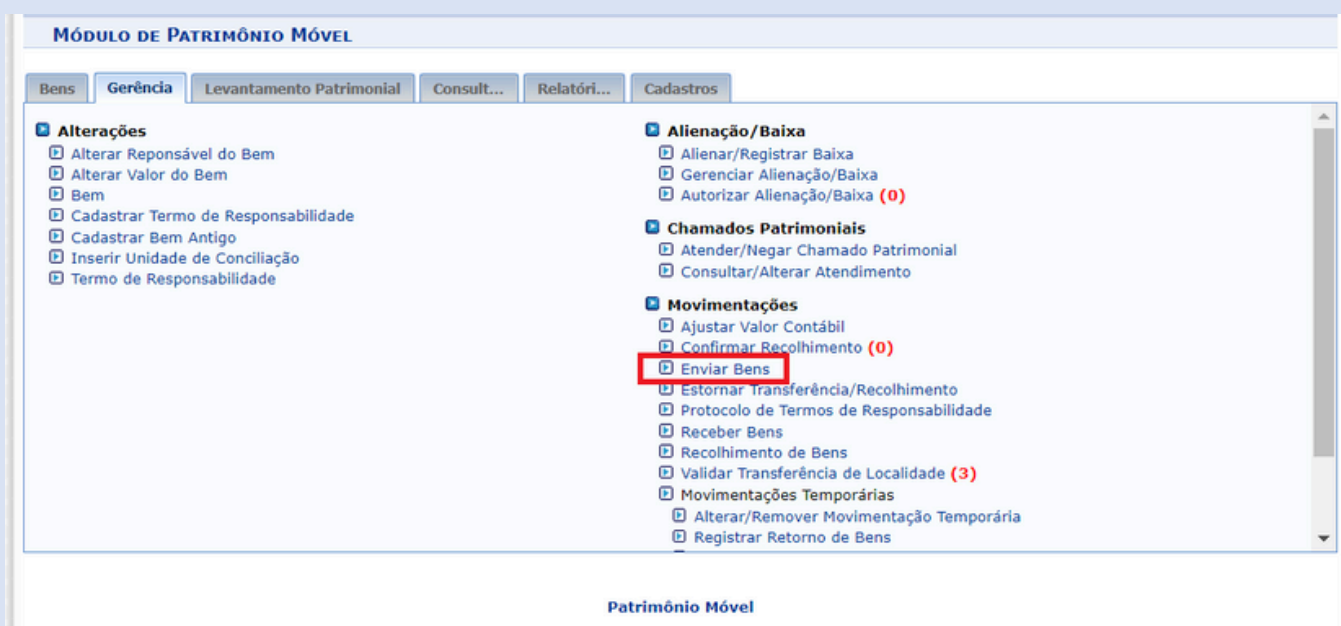 MÓDULO DE PATRIMÔNIO MÓVEL
Bens Gerência Levantamento Patrimonial Consult... Relatóri... Cadastros
Alterações
Alterar Reponsável do Bem
Alterar Valor do Bem
Bem
Cadastrar Termo de Responsabilidade
Cadastrar Bem Antigo
Inserir Unidade de Conciliação
Termo de Responsabilidade
Alienação/Baixa
Alienar/Registrar Baixa
Gerenciar Alienação/Baixa
Autorizar Alienação/Baixa (0)
Chamados Patrimoniais
Atender/Negar Chamado Patrimonial
Consultar/Alterar Atendimento
Movimentações
Ajustar Valor Contábil
Confirmar Recolhimento (0)
Enviar Bens
Estornar Transferência/Recolhimento
Protocolo de Termos de Responsabilidade
Receber Bens
Recolhimento de Bens
Validar Transferência de Localidade (3)
Movimentações Temporárias
Alterar/Remover Movimentação Temporária
Registrar Retorno de Bens
Patrimônio Móvel